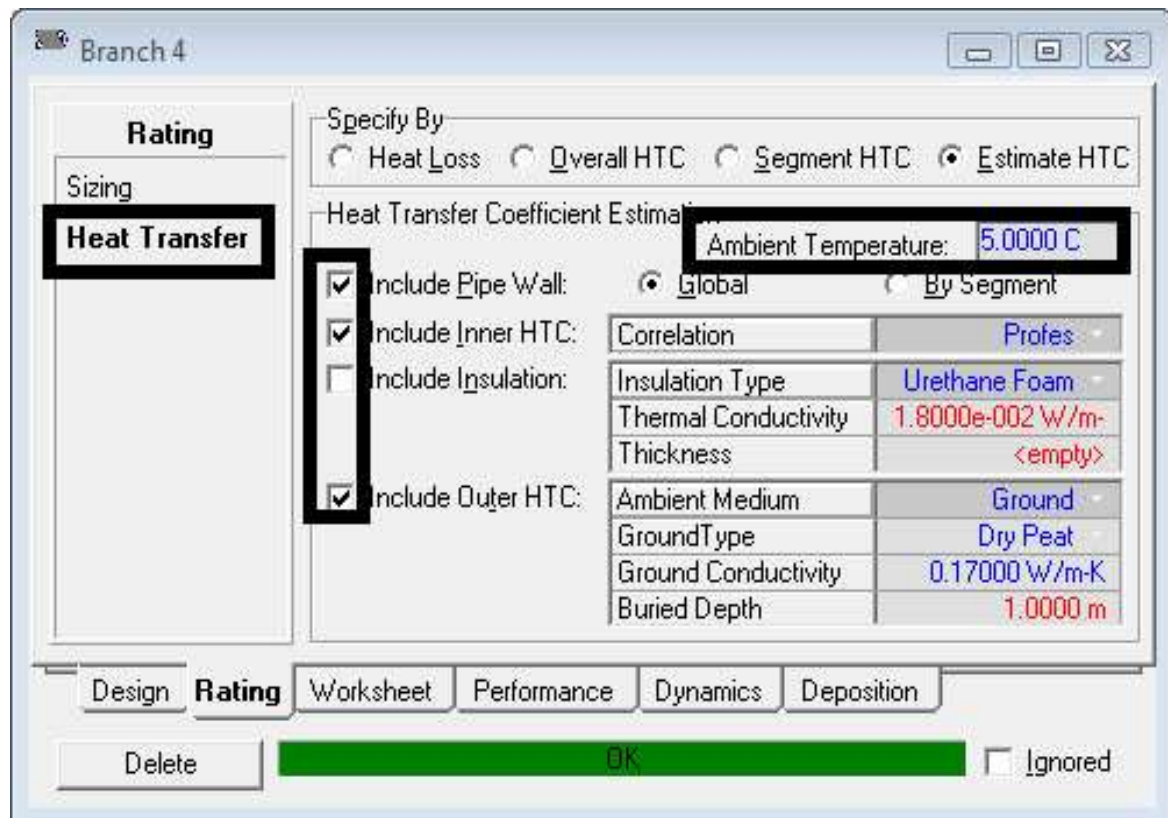 Branch 4
Rating
Sizing
Heat Transfer
Specify By
Heat Loss Overall HTC Segment HTC Estimate HTC
Heat Transfer Coefficient Estimation
Ambient Temperature: 5.0000 C
Include Pipe Wall: Global By Segment
Include Inner HTC: Correlation Profes
Include Insulation: Insulation Type Urethane Foam
Thermal Conductivity 1.8000e-002 W/m-
Thickness <empty>
Include Outer HTC: Ambient Medium Ground
GroundType Dry Peat
Ground Conductivity 0.17000 W/m-K
Buried Depth 1.0000 m
Design Rating Worksheet Performance Dynamics Deposition
Delete OK Ignored